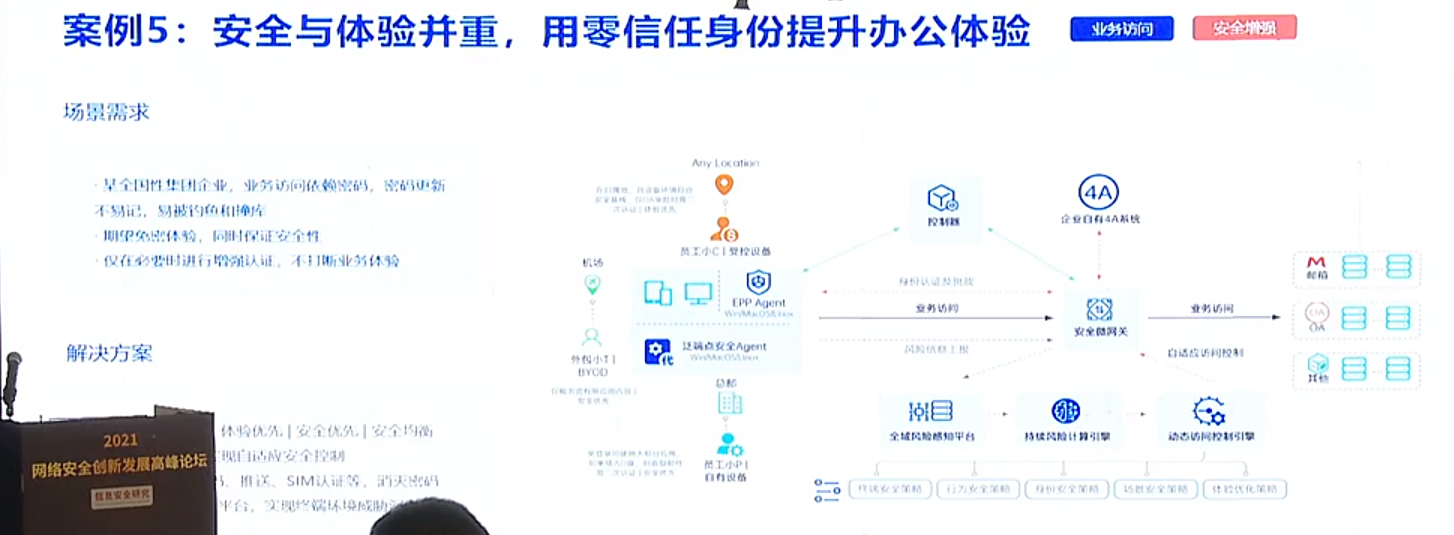 案例5：安全与体验并重，用零信任身份提升办公体验
业务访问
安全增强
场景需求
· 某全国性集团企业，业务访问依赖密码，密码更新
不易记，易被钓鱼和撞库
· 期望免密体验，同时保证安全性
· 仅在必要时进行增强认证，不打断业务体验
解决方案
体验优先 | 安全优先 | 安全均衡
现自适应安全控制
推送、SIM认证等，消灭密码
平台，实现终端环境威胁
2021
网络安全创新发展高峰论坛
信息安全研究
Any Location
员工小C | 受控设备
机场
外包小T |
BYOD
EPP Agent
Win/MacOS/Linux
泛端点安全Agent
Win/MacOS/Linux
总部
员工小P |
自有设备
控制器
4A
企业自有4A系统
身份认证及挑战
业务访问
风险信息上报
安全微网关
业务访问
自适应访问控制
邮箱
OA
OA
其他
全域风险感知平台
持续风险计算引擎
动态访问控制引擎
终端安全策略
行为安全策略
身份安全策略
场景安全策略
体验优化策略